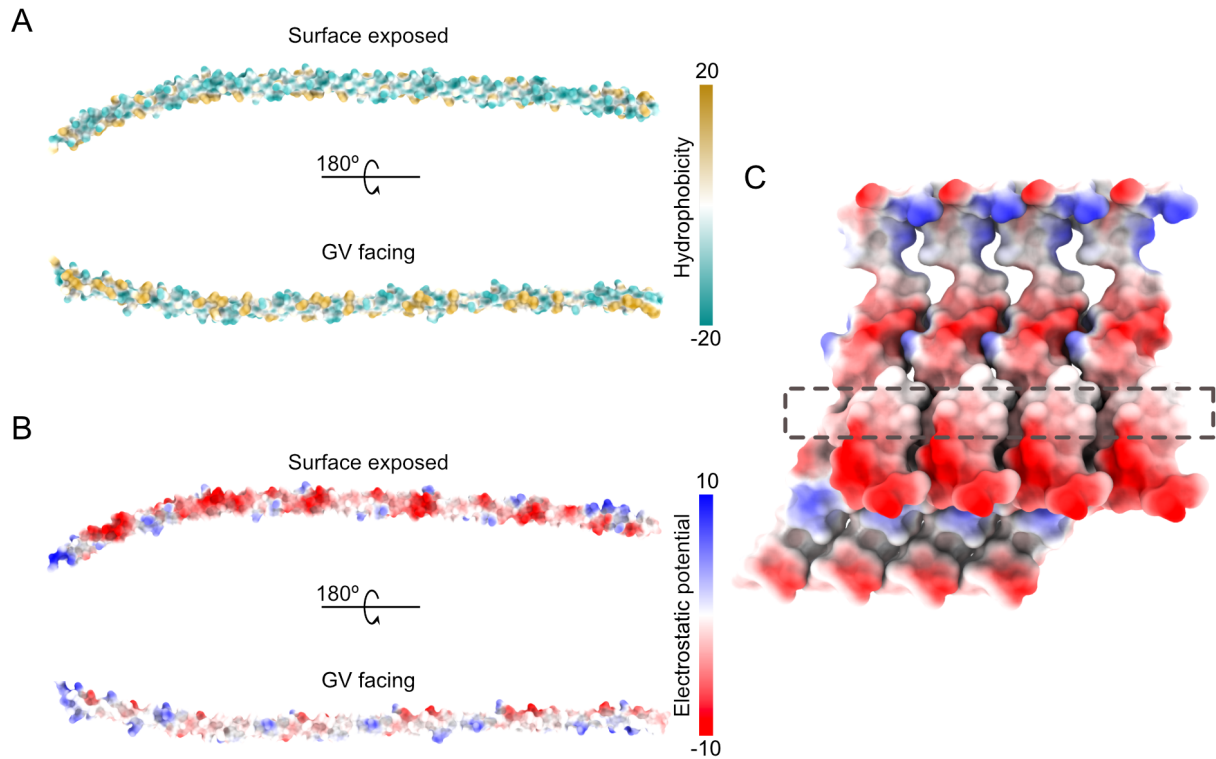 A
Surface exposed
180º
GV facing
20
Hydrophobicity
-20
B
Surface exposed
180º
GV facing
10
Electrostatic potential
-10
C